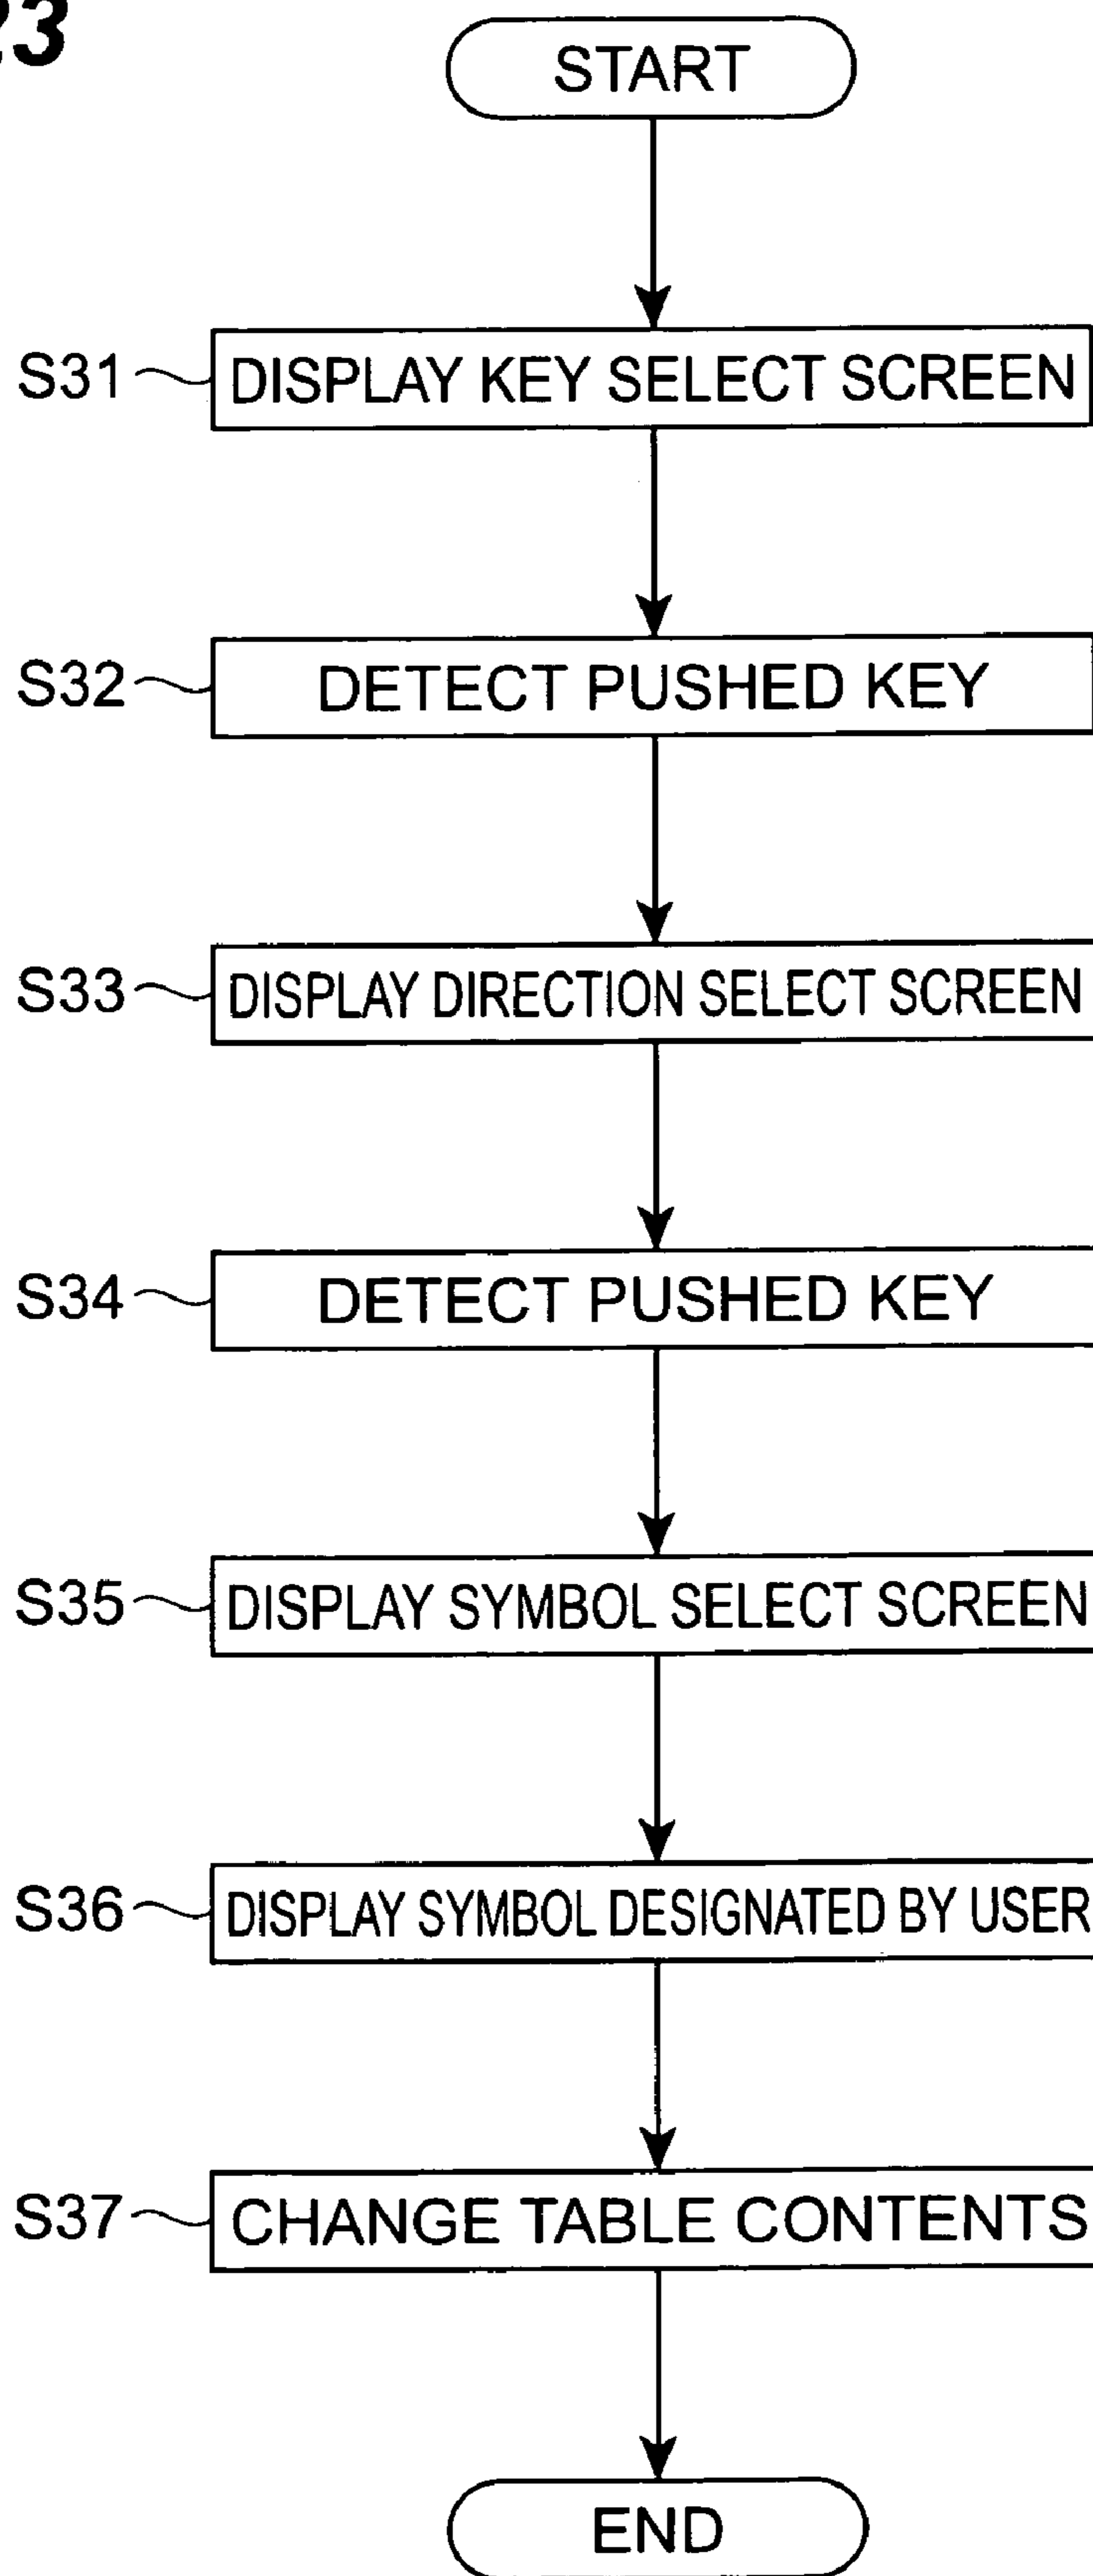 23
START
S31 DISPLAY KEY SELECT SCREEN
S32 DETECT PUSHED KEY
S33 DISPLAY DIRECTION SELECT SCREEN
S34 DETECT PUSHED KEY
S35 DISPLAY SYMBOL SELECT SCREEN
S36 DISPLAY SYMBOL DESIGNATED BY USER
S37 CHANGE TABLE CONTENTS
END